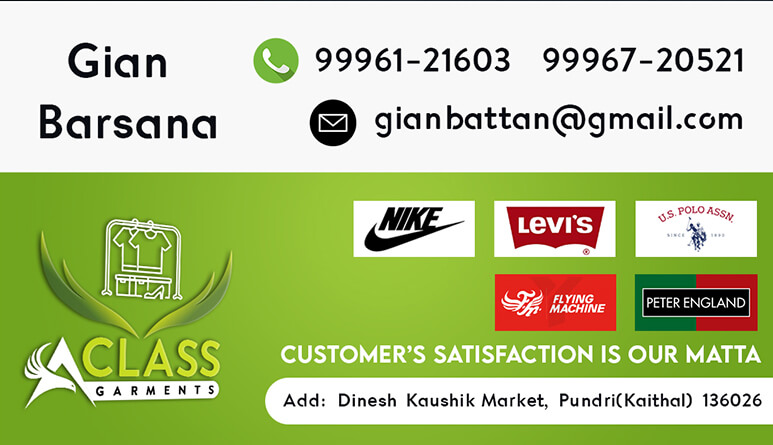 Gian
Barsana
99961-21603 99967-20521
gianbattan@gmail.com
NIKE LEVI'S ® U.S. POLO ASSN.
SINCE 1890
FLYING
MACHINE
PETER ENGLAND
A CLASS
GARMENTS
CUSTOMER'S SATISFACTION IS OUR MATTA
Add: Dinesh Kaushik Market, Pundri(Kaithal) 136026